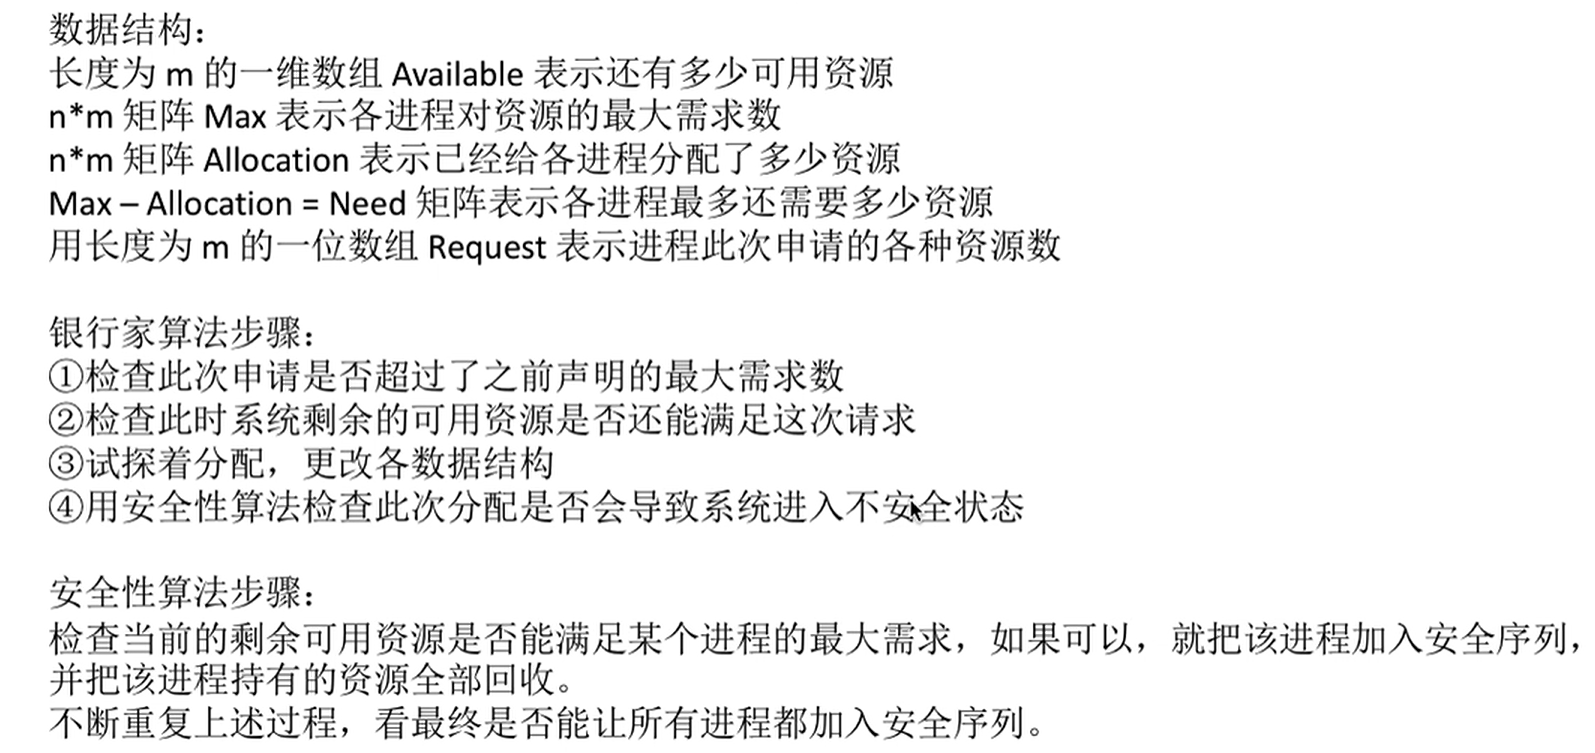 数据结构：
长度为 m 的一维数组 Available 表示还有多少可用资源
n*m 矩阵 Max 表示各进程对资源的最大需求数
n*m 矩阵 Allocation 表示已经给各进程分配了多少资源
Max – Allocation = Need 矩阵表示各进程最多还需要多少资源
用长度为 m 的一位数组 Request 表示进程此次申请的各种资源数
银行家算法步骤：
①检查此次申请是否超过了之前声明的最大需求数
②检查此时系统剩余的可用资源是否还能满足这次请求
③试探着分配，更改各数据结构
④用安全性算法检查此次分配是否会导致系统进入不安全状态
安全性算法步骤：
检查当前的剩余可用资源是否能满足某个进程的最大需求，如果可以，就把该进程加入安全序列，
并把该进程持有的资源全部回收。
不断重复上述过程，看最终是否能让所有进程都加入安全序列。